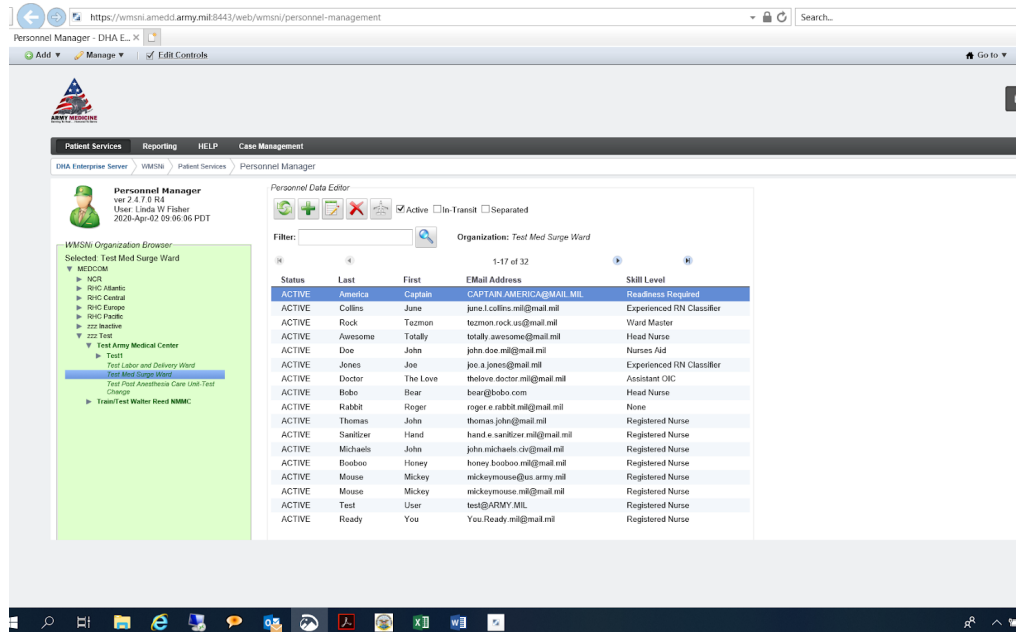 https://wmsni.amedd.army.mil:8443/web/wmsni/personnel-management
Search...
Personnel Manager - DHA E...
Add Manage Edit Controls Go to
ARMY MEDICINE
Patient Services Reporting HELP Case Management
DHA Enterprise Server WMSNi Patient Services Personnel Manager
Personnel Manager
ver 2.4.7.0 R4
User: Linda W Fisher
2020-Apr-02 09:06:06 PDT
WMSNi Organization Browser
Selected: Test Med Surge Ward
MEDCOM
NCR
RHC Atlantic
RHC Central
RHC Europe
RHC Pacific
zzz Inactive
zzz Test
Test Army Medical Center
Test1
Test Labor and Delivery Ward
Test Med Surge Ward
Test Post Anesthesia Care Unit-Test
Change
Train/Test Walter Reed NMMC
Personnel Data Editor
Active In-Transit Separated
Filter: Organization: Test Med Surge Ward
1-17 of 32
Status Last First EMail Address Skill Level
ACTIVE America Captain CAPTAIN.AMERICA@MAIL.MIL Readiness Required
ACTIVE Collins June june.l.collins.mil@mail.mil Experienced RN Classifier
ACTIVE Rock Tezmon tezmon.rock.us@mail.mil Ward Master
ACTIVE Awesome Totally totally.awesome@mail.mil Head Nurse
ACTIVE Doe John john.doe.mil@mail.mil Nurses Aid
ACTIVE Jones Joe joe.a.jones@mail.mil Experienced RN Classifier
ACTIVE Doctor The Love thelove.doctor.mil@mail.mil Assistant OIC
ACTIVE Bobo Bear bear@bobo.com Head Nurse
ACTIVE Rabbit Roger roger.e.rabbit.mil@mail.mil None
ACTIVE Thomas John thomas.john@mail.mil Registered Nurse
ACTIVE Sanitizer Hand hand.e.sanitizer.mil@mail.mil Registered Nurse
ACTIVE Michaels John john.michaels.civ@mail.mil Registered Nurse
ACTIVE Booboo Honey honey.booboo.mil@mail.mil Registered Nurse
ACTIVE Mouse Mickey mickeymouse@us.army.mil Registered Nurse
ACTIVE Mouse Mickey mickeymouse.mil@mail.mil Registered Nurse
ACTIVE Test User test@ARMY.MIL Registered Nurse
ACTIVE Ready You You.Ready.mil@mail.mil Registered Nurse